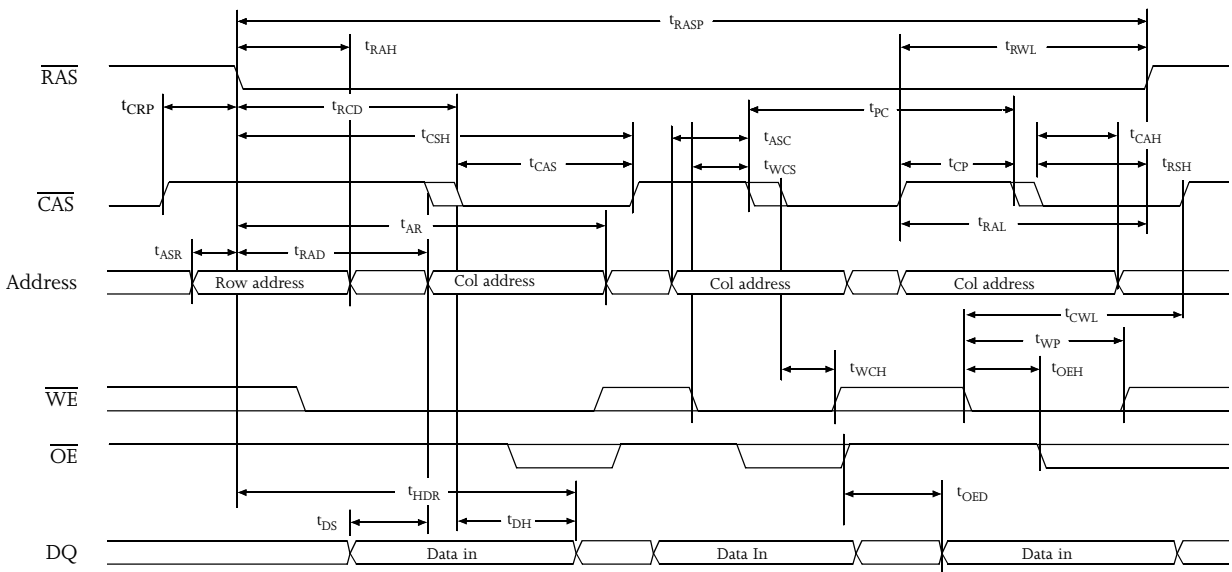 tRASP
tRAH
tRWL
RAS
tCRP
tRCD
tPC
tCSH
tASC
tCAH
tCAS
tWCS
tCP
tRSH
CAS
tAR
tRAL
tASR
tRAD
Address
Row address
Col address
Col address
Col address
tCWL
tWP
tWCH
tOEH
WE
OE
tHDR
tOED
tDS
tDH
DQ
Data in
Data In
Data in